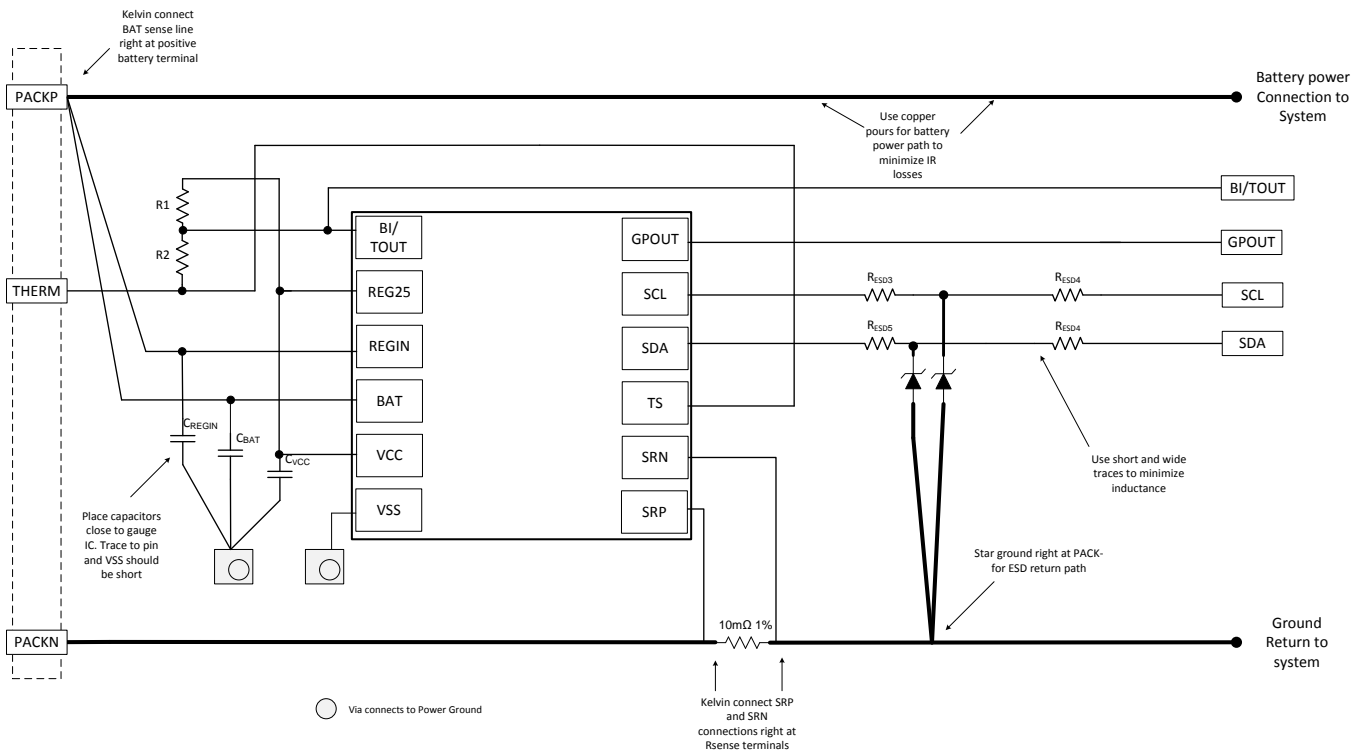 Kelvin connect
BAT sense line
right at positive
battery terminal
PACKP
Battery power
Connection to
System
Use copper
pours for battery
power path to
minimize IR
losses
BI/TOUT
R1
BI/
TOUT
GPOUT
GPOUT
R2
THERM
REG25
SCL
RESD3
RESD4
SCL
REGIN
SDA
RESD5
RESD4
SDA
BAT
TS
CREGIN
CBAT
CVCC
VCC
SRN
Use short and wide
traces to minimize
inductance
VSS
SRP
Place capacitors
close to gauge
IC. Trace to pin
and VSS should
be short
Star ground right at PACK-
for ESD return path
PACKN
10mΩ 1%
Ground
Return to
system
Via connects to Power Ground
Kelvin connect SRP
and SRN
connections right at
Rsense terminals